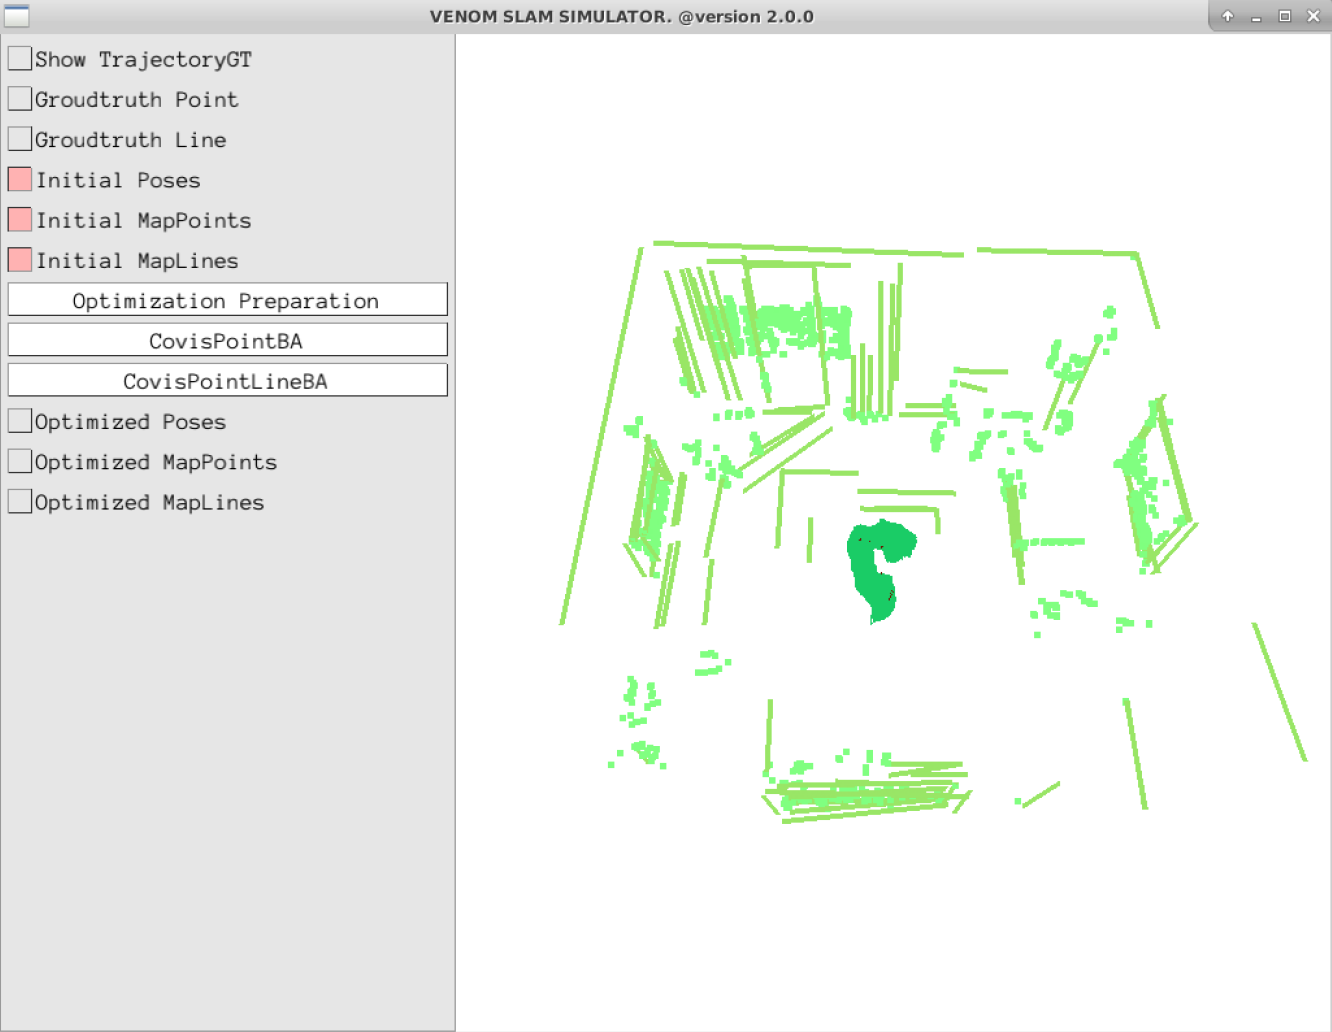 VENOM SLAM SIMULATOR. @version 2.0.0
Show TrajectoryGT
Groudtruth Point
Groudtruth Line
Initial Poses
Initial MapPoints
Initial MapLines
Optimization Preparation
CovisPointBA
CovisPointLineBA
Optimized Poses
Optimized MapPoints
Optimized MapLines